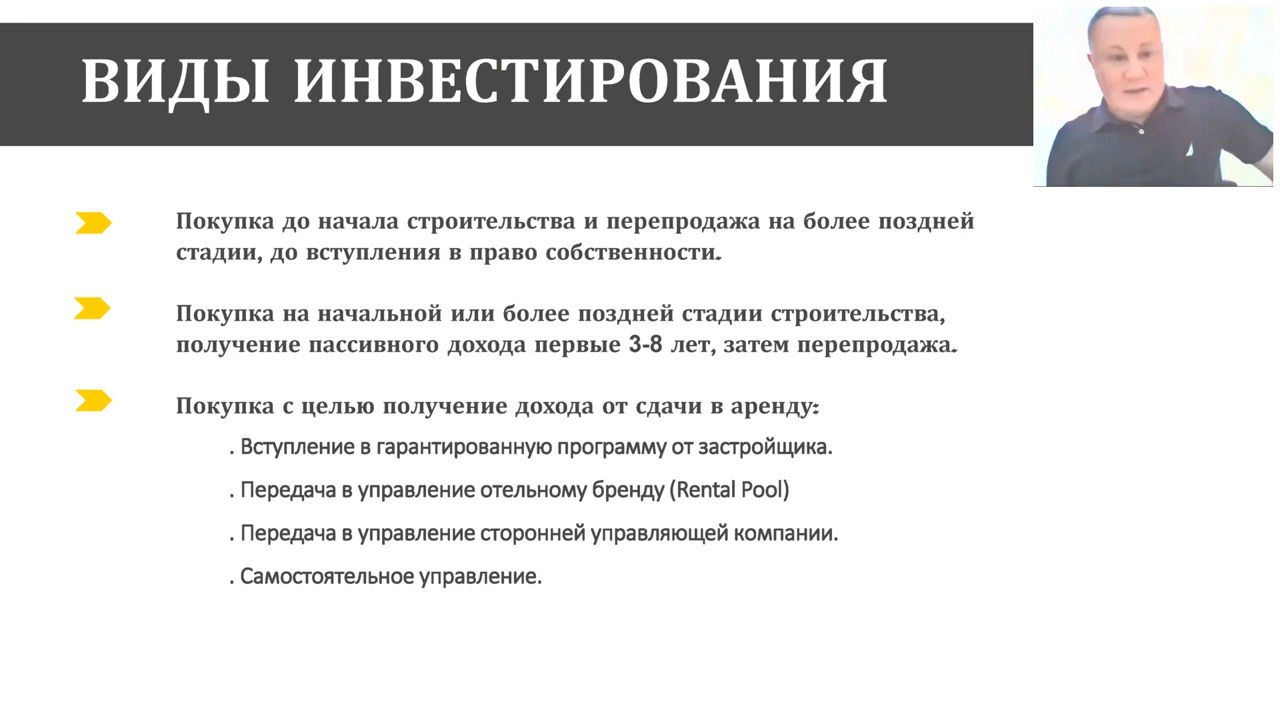 ВИДЫ ИНВЕСТИРОВАНИЯ
Покупка до начала строительства и перепродажа на более поздней
стадии, до вступления в право собственности.
Покупка на начальной или более поздней стадии строительства,
получение пассивного дохода первые 3-8 лет, затем перепродажа.
Покупка с целью получение дохода от сдачи в аренду:
. Вступление в гарантированную программу от застройщика.
. Передача в управление отельному бренду (Rental Pool)
. Передача в управление сторонней управляющей компании.
. Самостоятельное управление.